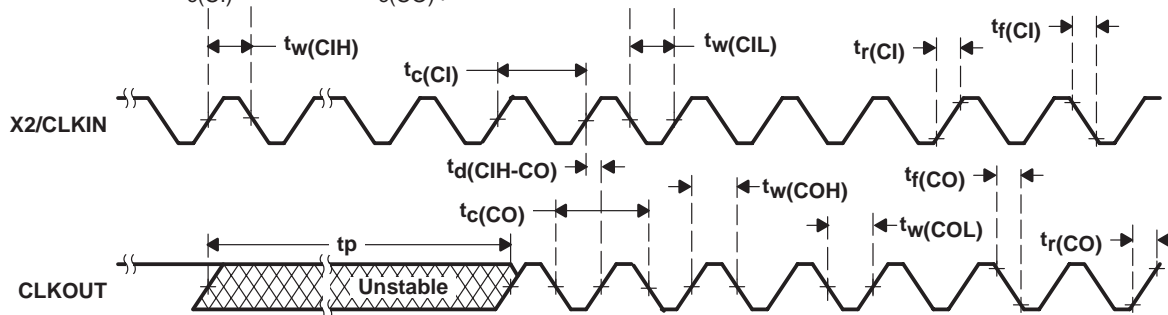 tw(CIH)
tw(CIL)
tr(CI)
tf(CI)
tc(CI)
X2/CLKIN
td(CIH-CO)
tw(COH)
tf(CO)
tc(CO)
tw(COL)
tr(CO)
tp
CLKOUT
Unstable